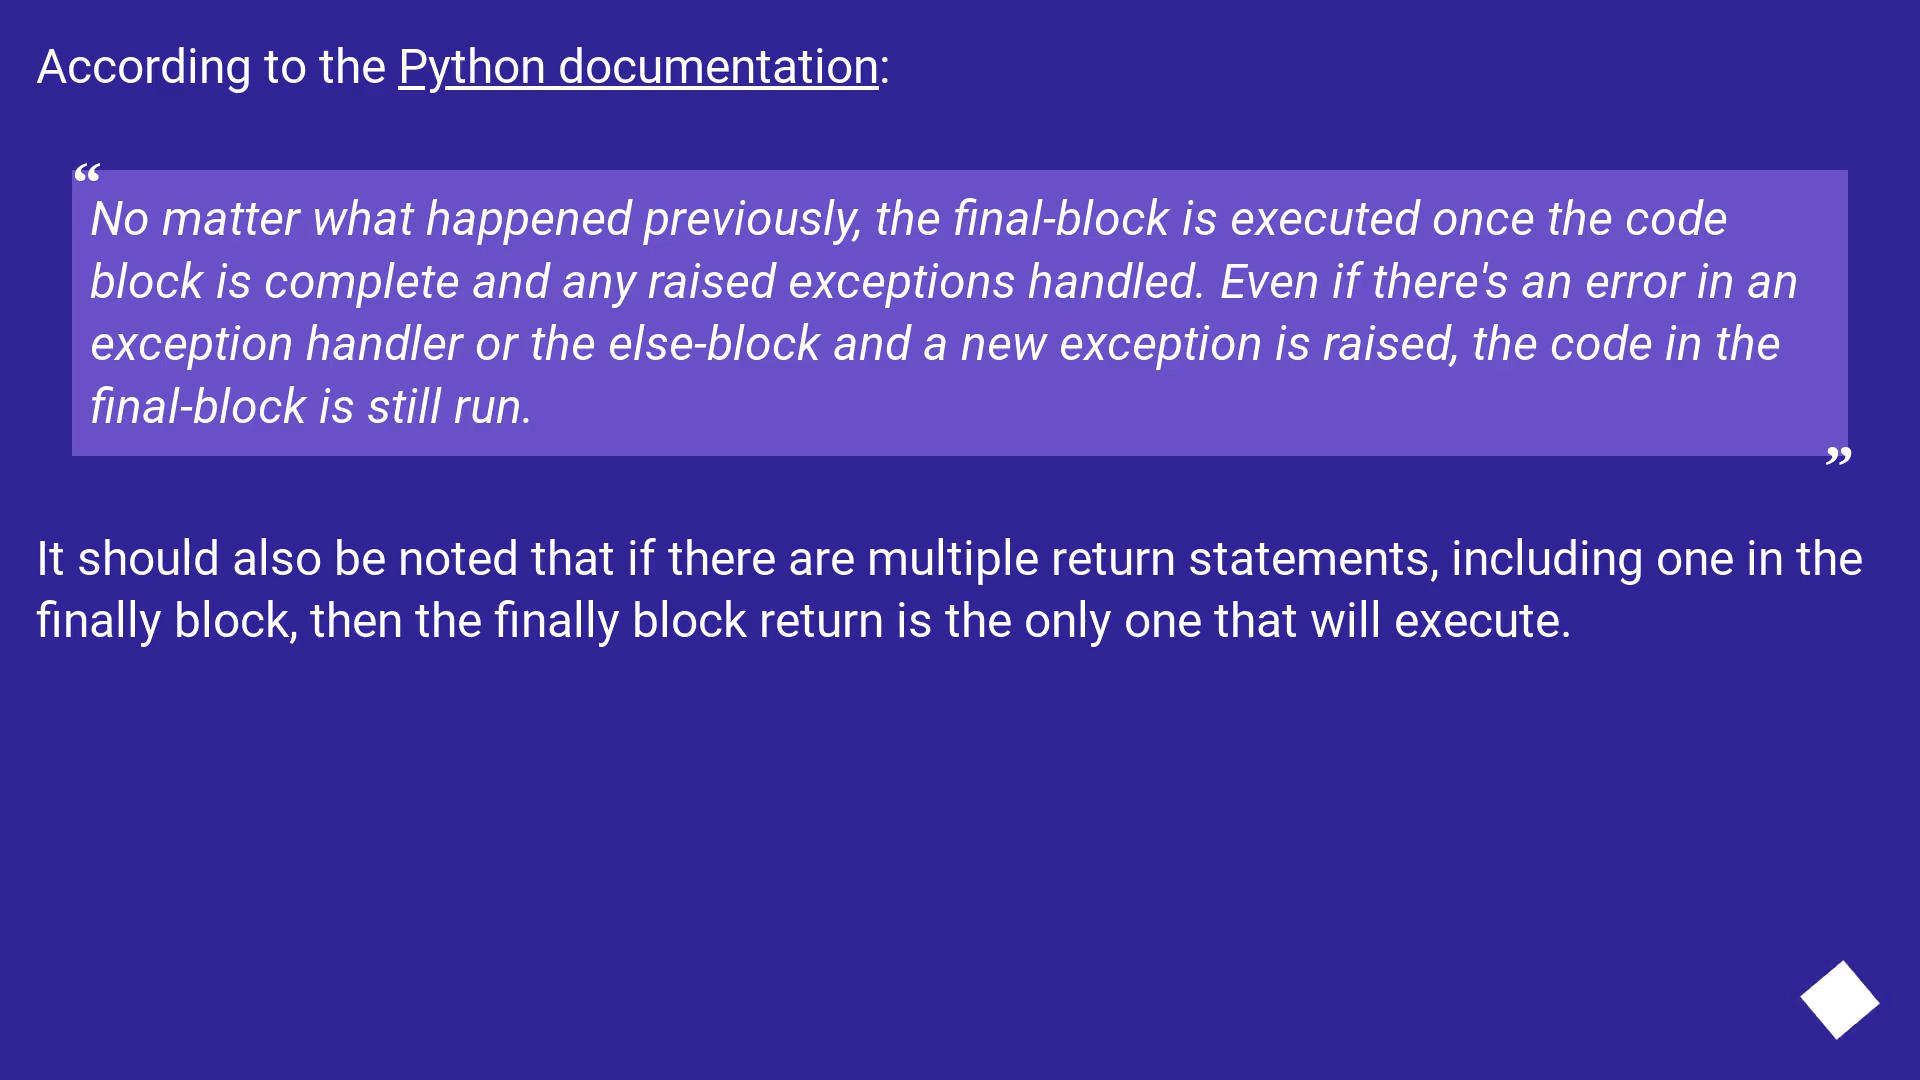 According to the Python documentation:
“
No matter what happened previously, the final-block is executed once the code
block is complete and any raised exceptions handled. Even if there's an error in an
exception handler or the else-block and a new exception is raised, the code in the
final-block is still run.
”
It should also be noted that if there are multiple return statements, including one in the
finally block, then the finally block return is the only one that will execute.